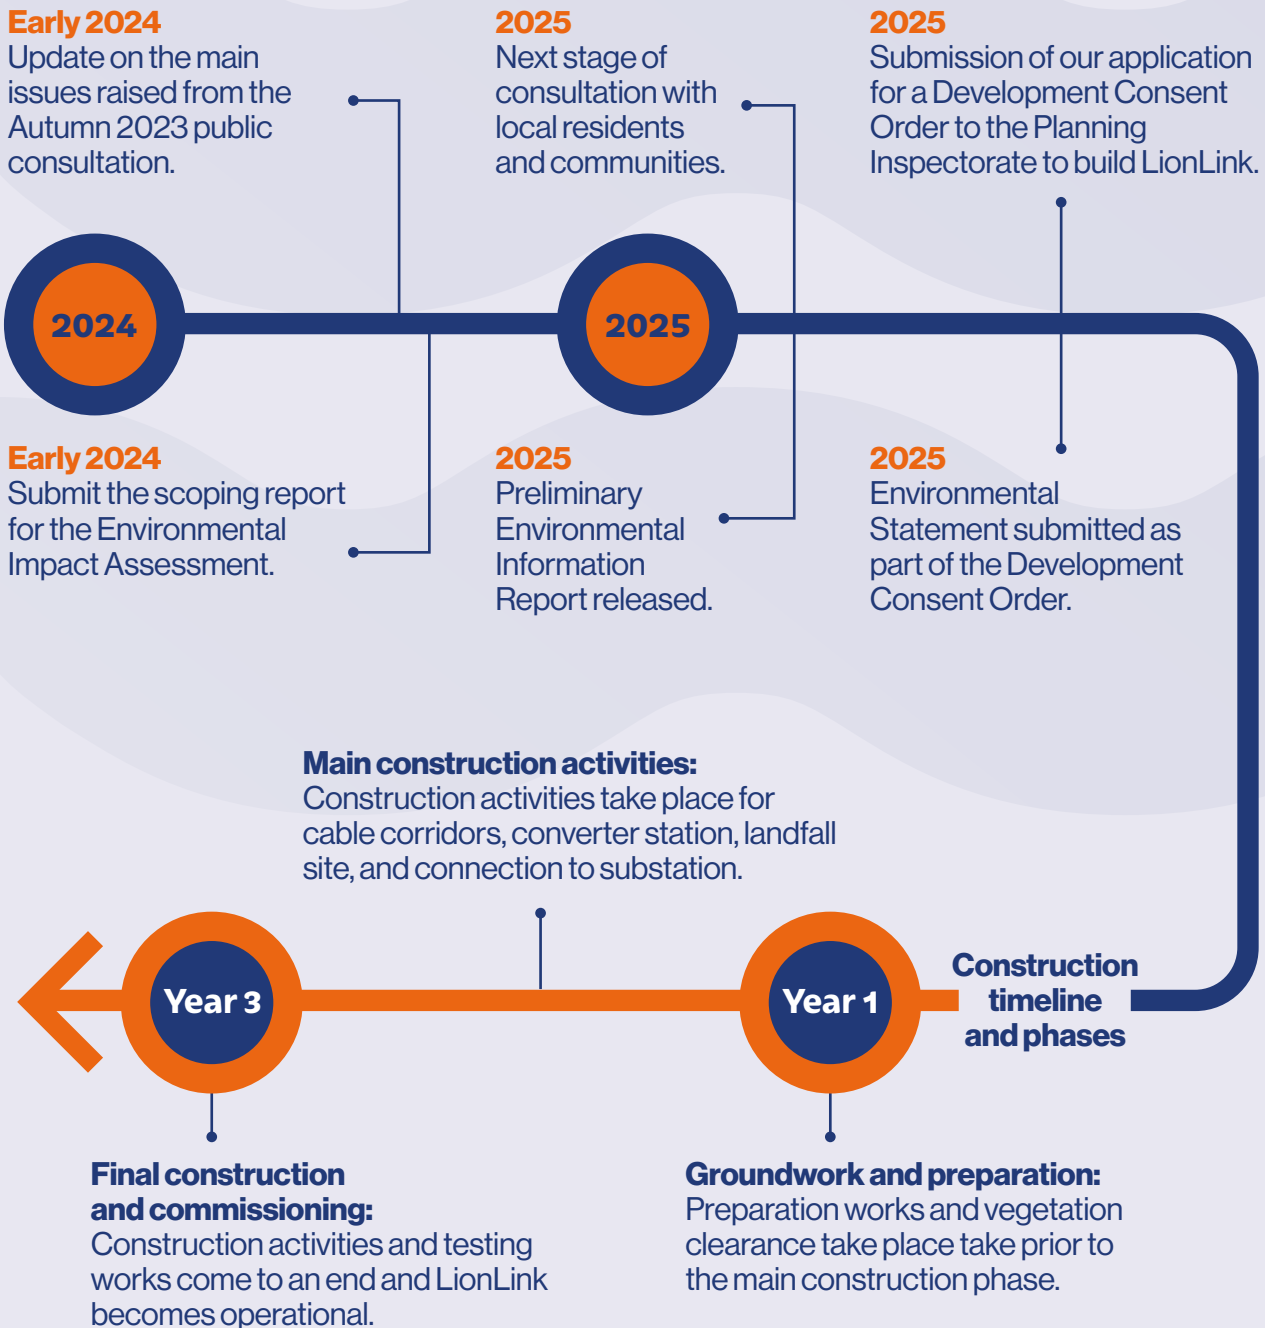 Early 2024
Update on the main
issues raised from the
Autumn 2023 public
consultation.
2025
Next stage of
consultation with
local residents
and communities.
2025
Submission of our application
for a Development Consent
Order to the Planning
Inspectorate to build LionLink.
2024
2025
Early 2024
Submit the scoping report
for the Environmental
Impact Assessment.
2025
Preliminary
Environmental
Information
Report released.
2025
Environmental
Statement submitted as
part of the Development
Consent Order.
Construction
timeline
and phases
Year 1
Groundwork and preparation:
Preparation works and vegetation
clearance take place take prior to
the main construction phase.
Main construction activities:
Construction activities take place for
cable corridors, converter station, landfall
site, and connection to substation.
Year 3
Final construction
and commissioning:
Construction activities and testing
works come to an end and LionLink
becomes operational.